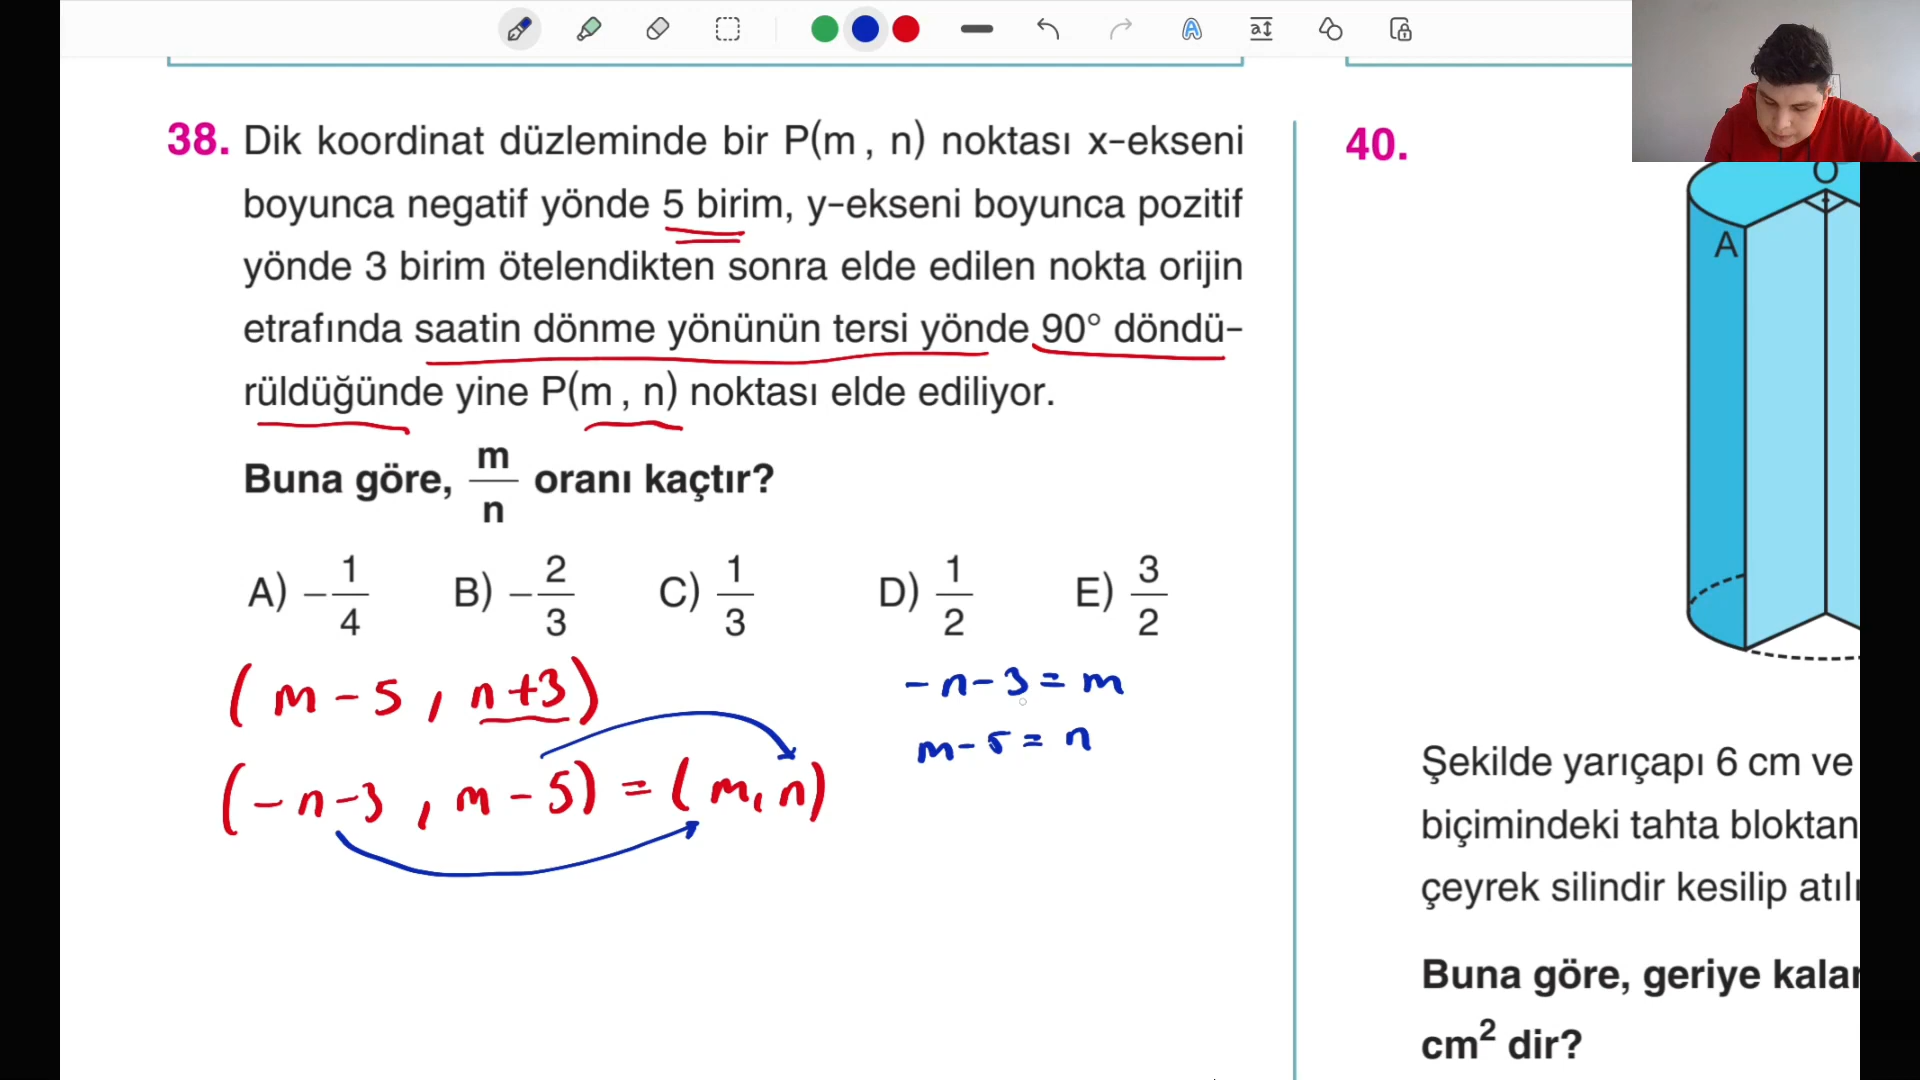 38. Dik koordinat düzleminde bir P(m , n) noktası x-ekseni
boyunca negatif yönde 5 birim, y-ekseni boyunca pozitif
yönde 3 birim ötelendikten sonra elde edilen nokta orijin
etrafında saatin dönme yönünün tersi yönde 90° döndü-
rüldüğünde yine P(m , n) noktası elde ediliyor.
Buna göre, m/n oranı kaçtır?
A) -1/4 B) -2/3 C) 1/3 D) 1/2 E) 3/2
(m-5, n+3)
(-n-3, m-5) = (m, n)
-n-3 = m
m-5 = n
40.
O
A
Şekilde yarıçapı 6 cm ve
biçimindeki tahta bloktan
çeyrek silindir kesilip atılı
Buna göre, geriye kalan
cm² dir?